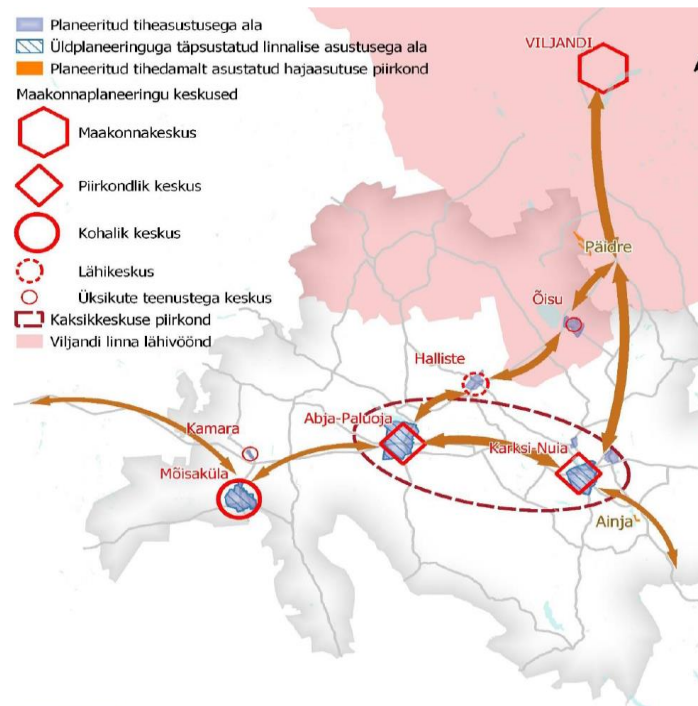 Planeeritud tiheasustusega ala
Üldplaneeringuga täpsustatud linnalise asustusega ala
Planeeritud tihedamalt asustatud hajaasutuse piirkond
Maakonnaplaneeringu keskused
Maakonnakeskus
Piirkondlik keskus
Kohalik keskus
Lähikeskus
Üksikute teenustega keskus
Kaksikkeskuse piirkond
Viljandi linna lähivöönd
VILJANDI
Päidre
Õisu
Halliste
Abja-Paluoja
Kamara
Karksi-Nuia
Mõisaküla
Ainja